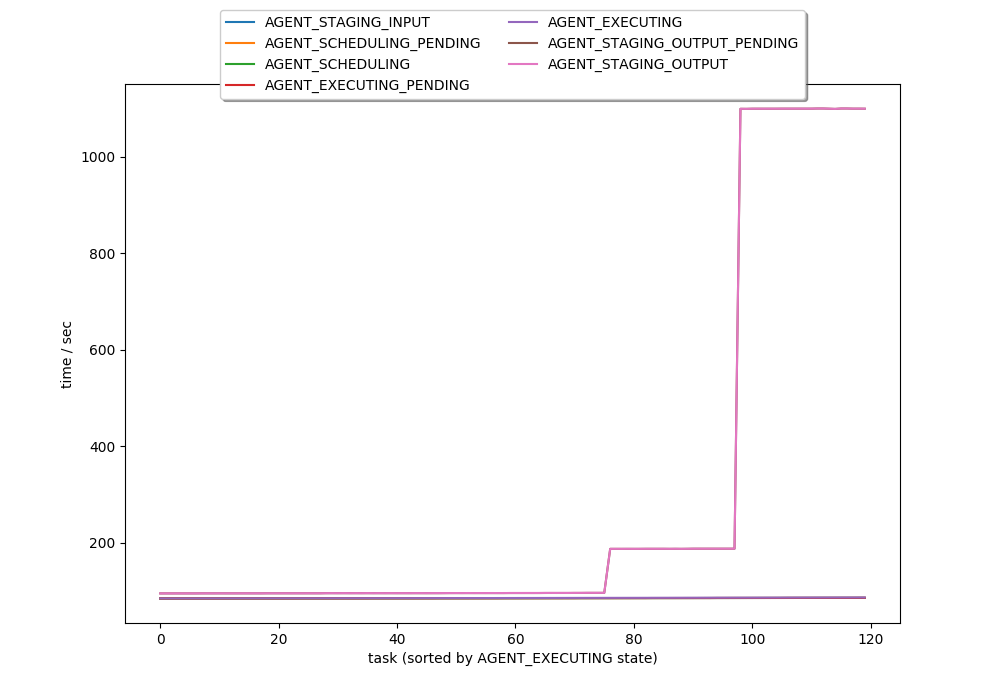 AGENT_STAGING_INPUT
AGENT_SCHEDULING_PENDING
AGENT_SCHEDULING
AGENT_EXECUTING_PENDING
AGENT_EXECUTING
AGENT_STAGING_OUTPUT_PENDING
AGENT_STAGING_OUTPUT
1000
800
600
400
200
time / sec
0 20 40 60 80 100 120
task (sorted by AGENT_EXECUTING state)